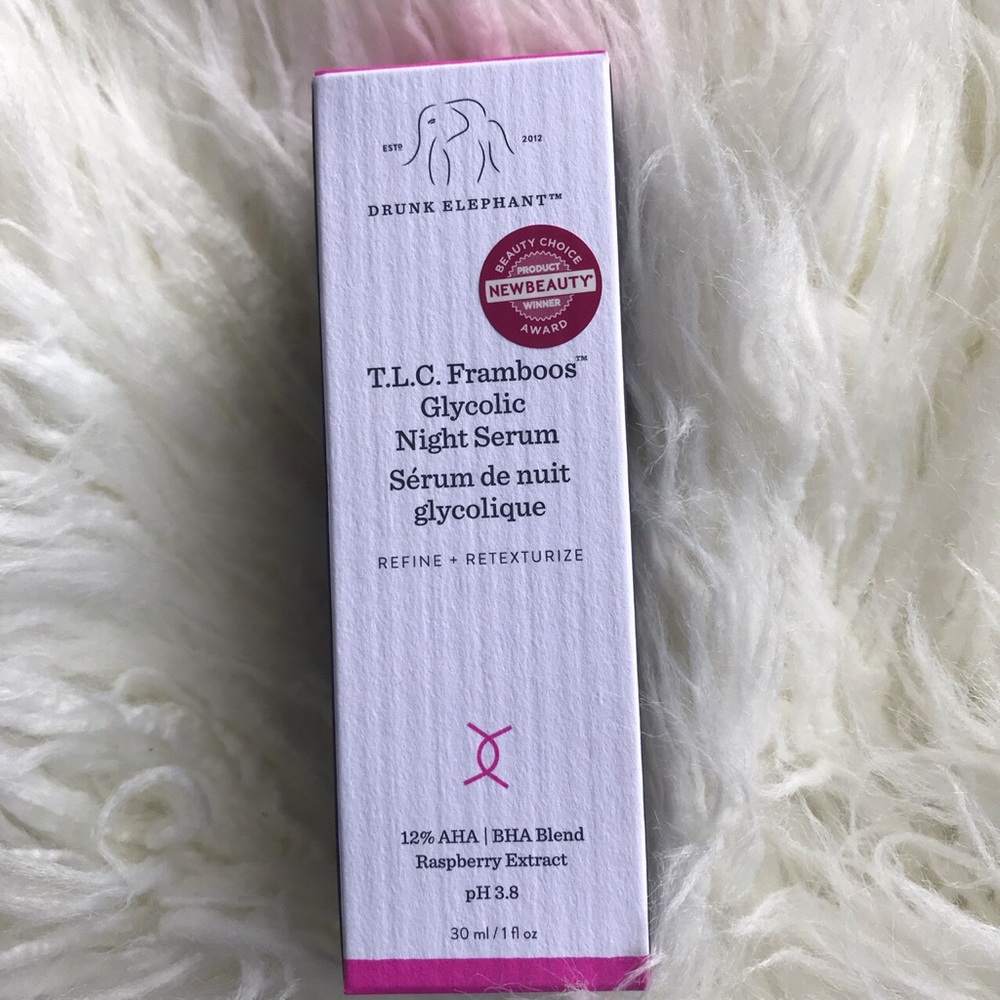 ESTD 2012
DRUNK ELEPHANT™
BEAUTY CHOICE
PRODUCT
NEWBEAUTY®
WINNER
AWARD
T.L.C. Framboos™
Glycolic
Night Serum
Sérum de nuit
glycolique
REFINE + RETEXTURIZE
12% AHA | BHA Blend
Raspberry Extract
pH 3.8
30 ml / 1 fl oz